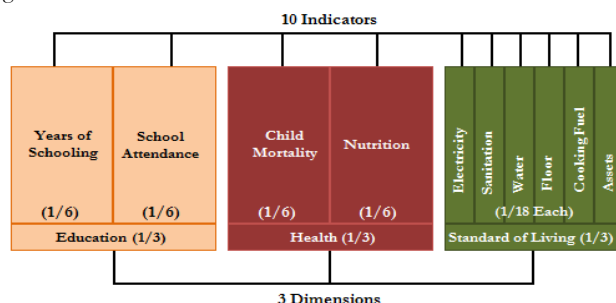 10 Indicators
Years of
Schooling
(1/6)
School
Attendance
(1/6)
Education (1/3)
Child
Mortality
(1/6)
Nutrition
(1/6)
Health (1/3)
Electricity
Sanitation
Water
Floor
Cooking Fuel
Assets
(1/18 Each)
Standard of Living (1/3)
3 Dimensions